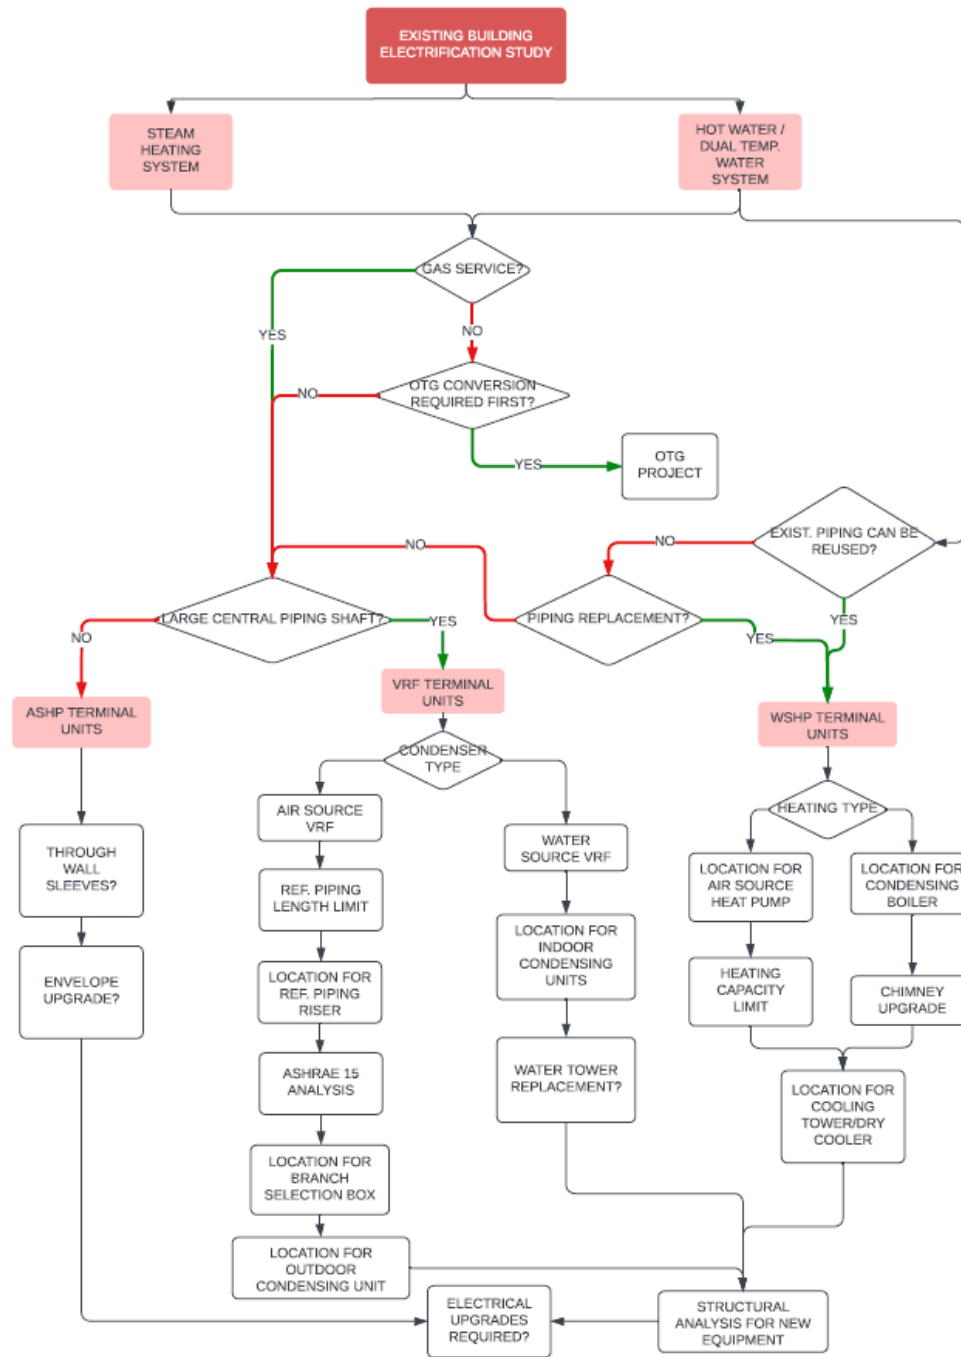 EXISTING BUILDING
ELECTRIFICATION STUDY
STEAM
HEATING
SYSTEM
HOT WATER /
DUAL TEMP.
WATER
SYSTEM
GAS SERVICE?
YES
NO
OTG CONVERSION
REQUIRED FIRST?
NO
YES
OTG
PROJECT
EXIST. PIPING CAN BE
REUSED?
NO
NO
YES
LARGE CENTRAL PIPING SHAFT?
YES
PIPING REPLACEMENT?
YES
NO
ASHP TERMINAL
UNITS
VRF TERMINAL
UNITS
WSHP TERMINAL
UNITS
CONDENSER
TYPE
HEATING TYPE
AIR SOURCE
VRF
WATER
SOURCE VRF
THROUGH
WALL
SLEEVES?
REF. PIPING
LENGTH LIMIT
LOCATION FOR
AIR SOURCE
HEAT PUMP
LOCATION FOR
CONDENSING
BOILER
LOCATION FOR
INDOOR
CONDENSING
UNITS
ENVELOPE
UPGRADE?
LOCATION FOR
REF. PIPING
RISER
HEATING
CAPACITY
LIMIT
CHIMNEY
UPGRADE
ASHRAE 15
ANALYSIS
WATER TOWER
REPLACEMENT?
LOCATION FOR
COOLING
TOWER/DRY
COOLER
LOCATION FOR
BRANCH
SELECTION BOX
LOCATION FOR
OUTDOOR
CONDENSING UNIT
ELECTRICAL
UPGRADES
REQUIRED?
STRUCTURAL
ANALYSIS FOR NEW
EQUIPMENT